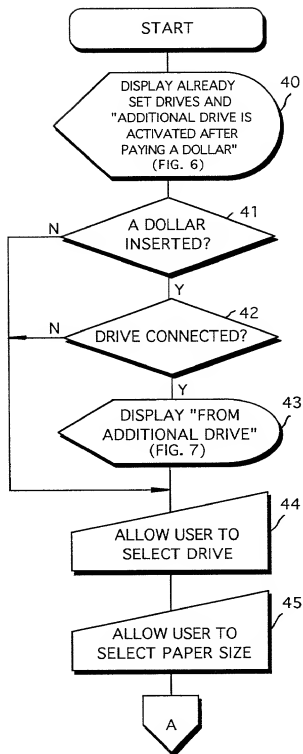 START
DISPLAY ALREADY
SET DRIVES AND
"ADDITIONAL DRIVE IS
ACTIVATED AFTER
PAYING A DOLLAR"
(FIG. 6)
40
A DOLLAR
INSERTED?
41
N
Y
DRIVE CONNECTED?
42
N
Y
DISPLAY "FROM
ADDITIONAL DRIVE"
(FIG. 7)
43
ALLOW USER TO
SELECT DRIVE
44
ALLOW USER TO
SELECT PAPER SIZE
45
A